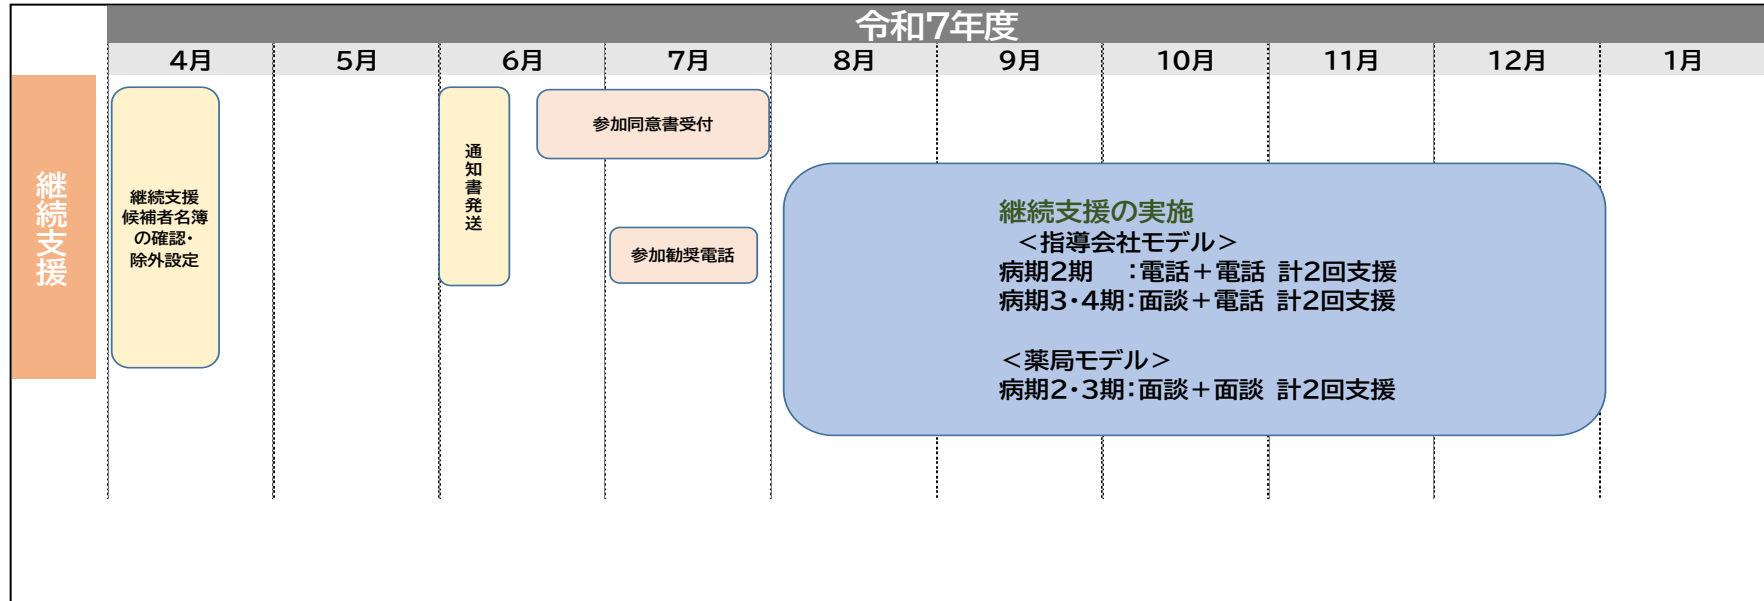 令和7年度
4月 5月 6月 7月 8月 9月 10月 11月 12月 1月
継続支援
継続支援
候補者名簿
の確認・
除外設定
通知書発送
参加同意書受付
参加勧奨電話
継続支援の実施
＜指導会社モデル＞
病期2期　：電話＋電話 計2回支援
病期3・4期：面談＋電話 計2回支援
＜薬局モデル＞
病期2・3期：面談＋面談 計2回支援